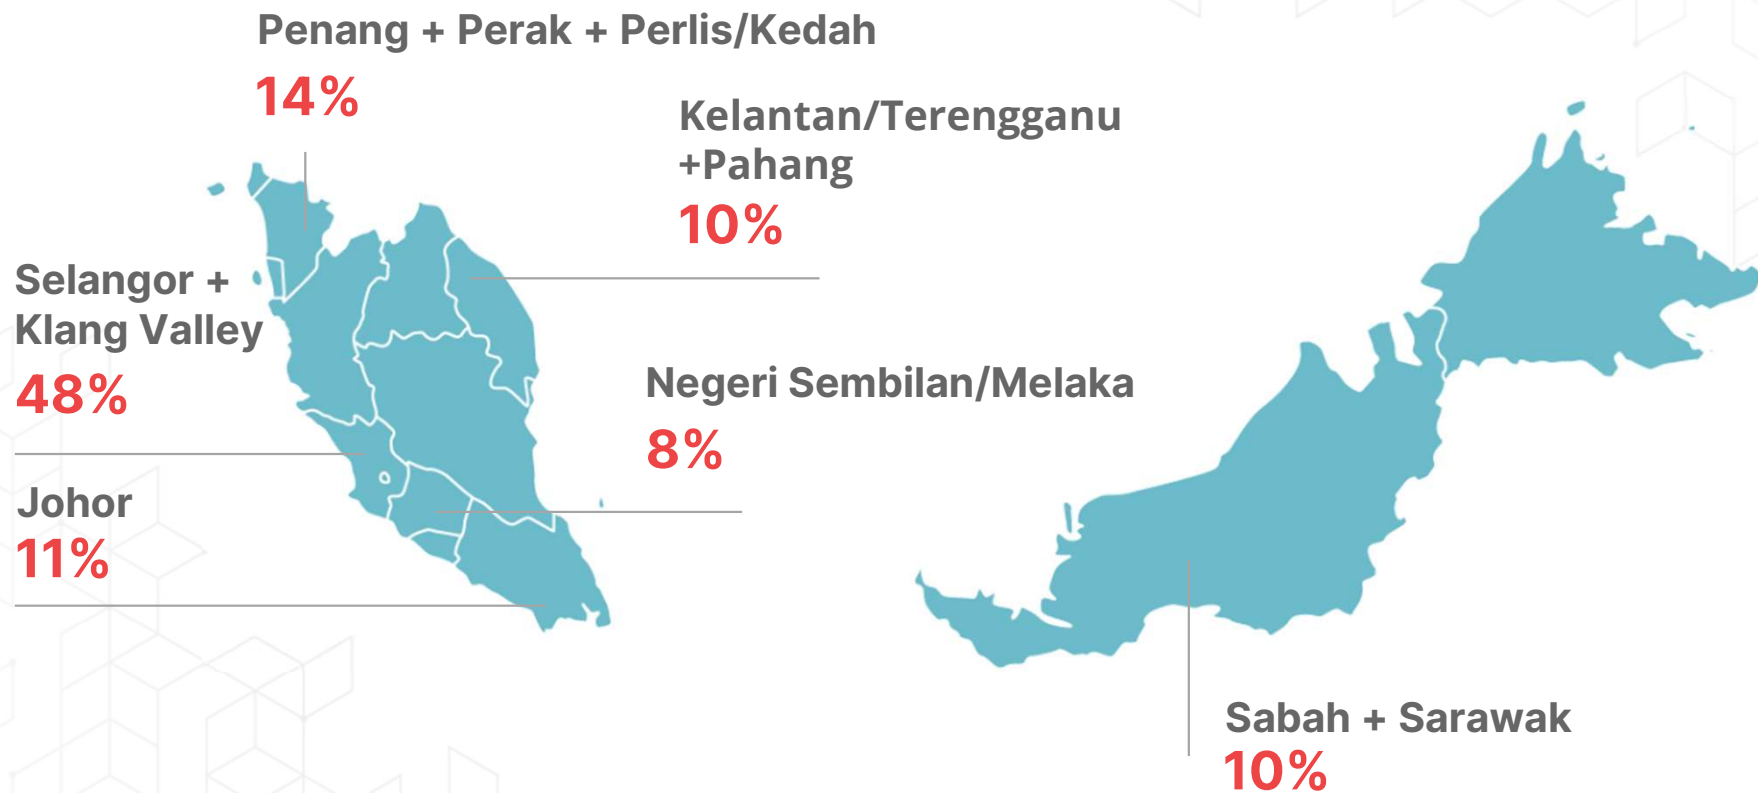 Penang + Perak + Perlis/Kedah
14%
Kelantan/Terengganu
+Pahang
10%
Selangor +
Klang Valley
48%
Negeri Sembilan/Melaka
8%
Johor
11%
Sabah + Sarawak
10%